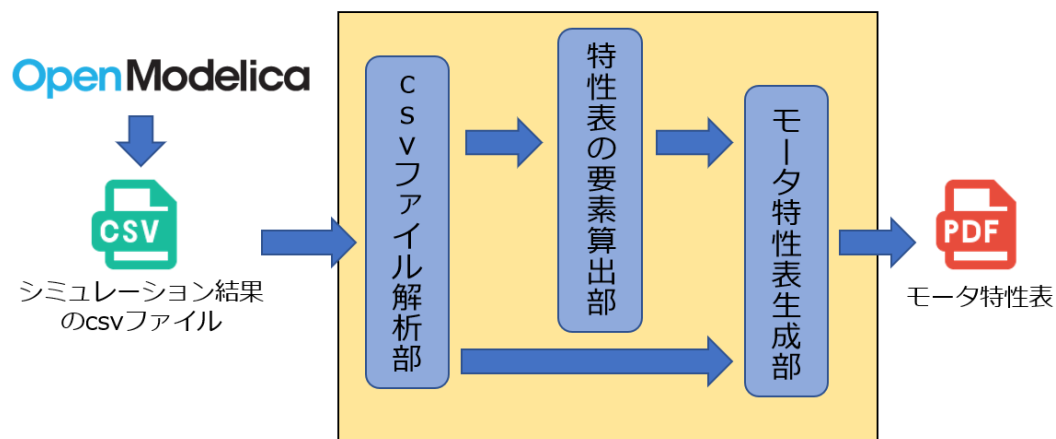 OpenModelica
CSV
シミュレーション結果
のcsvファイル
csvファイル解析部
特性表の要素算出部
モータ特性表生成部
PDF
モータ特性表